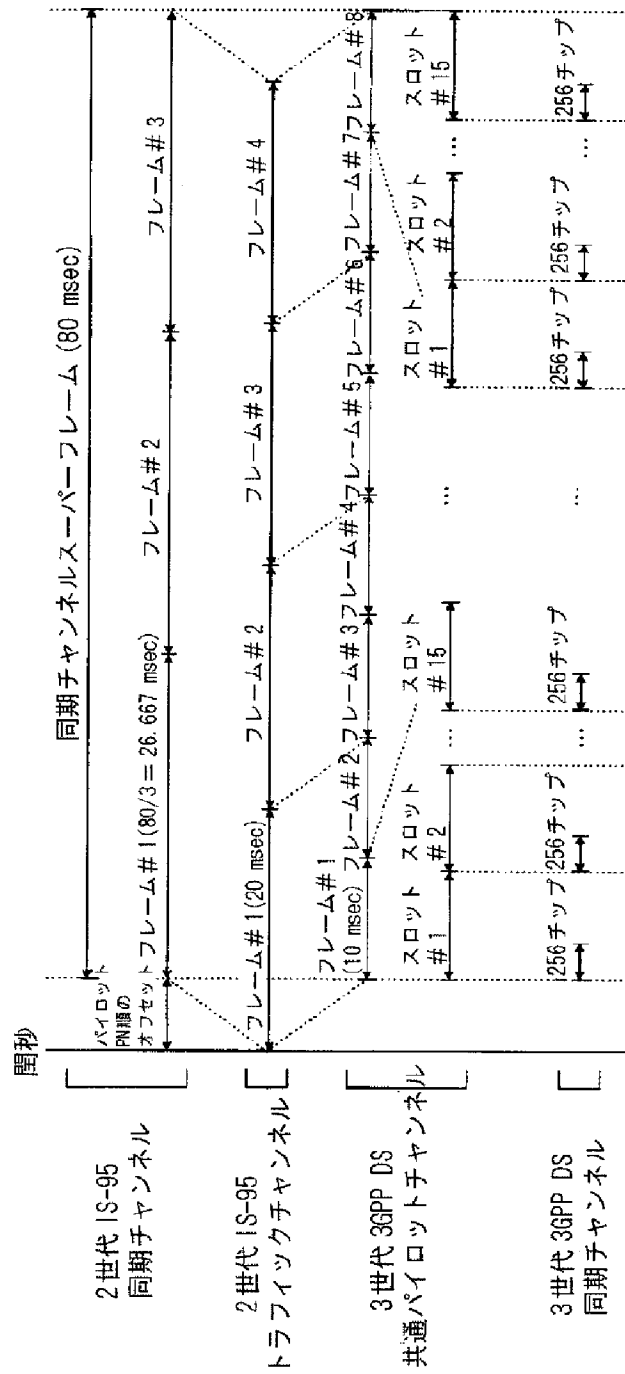 閏秒
2世代 IS-95
同期チャンネル
同期チャンネルスーパーフレーム (80 msec)
パイロット
PN順の
オフセット
フレーム#1(80/3=26.667 msec)
フレーム#2
フレーム#3
2世代 IS-95
トラフィックチャンネル
フレーム#1(20 msec)
フレーム#2
フレーム#3
フレーム#4
3世代 3GPP DS
共通パイロットチャンネル
フレーム#1
(10 msec)
フレーム#2
フレーム#3
フレーム#4
フレーム#5
フレーム#6
フレーム#7
フレーム#8
スロット
#1
スロット
#2
...
スロット
#15
...
スロット
#1
スロット
#2
...
スロット
#15
3世代 3GPP DS
同期チャンネル
256チップ
256チップ
...
256チップ
...
256チップ
256チップ
...
256チップ